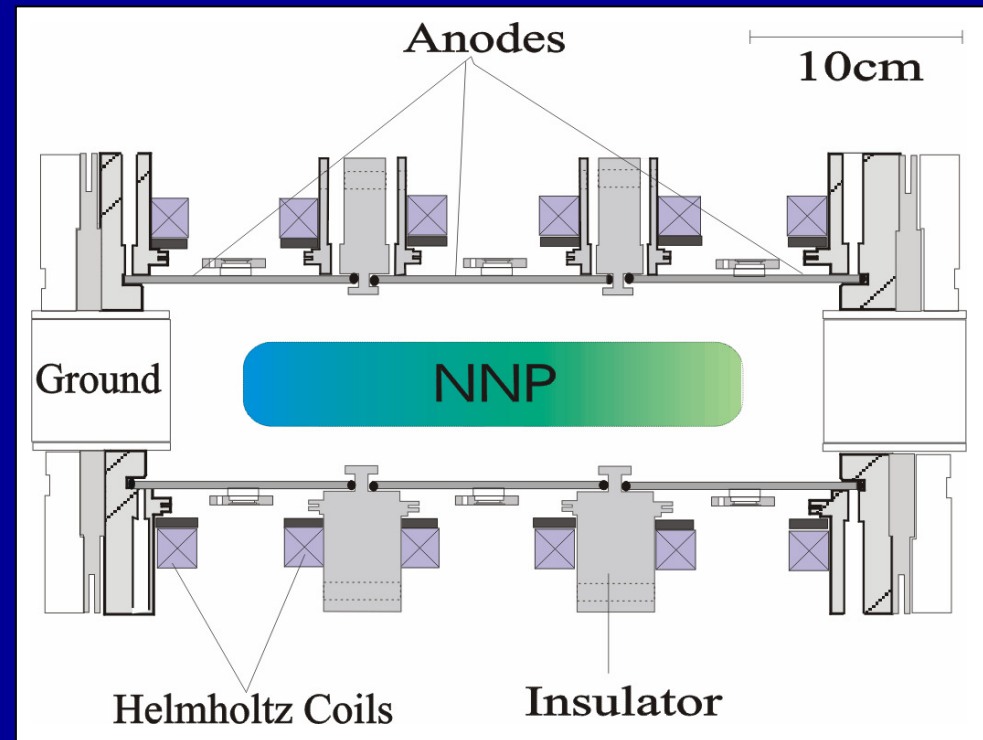 Anodes
10cm
Ground
NNP
Helmholtz Coils
Insulator